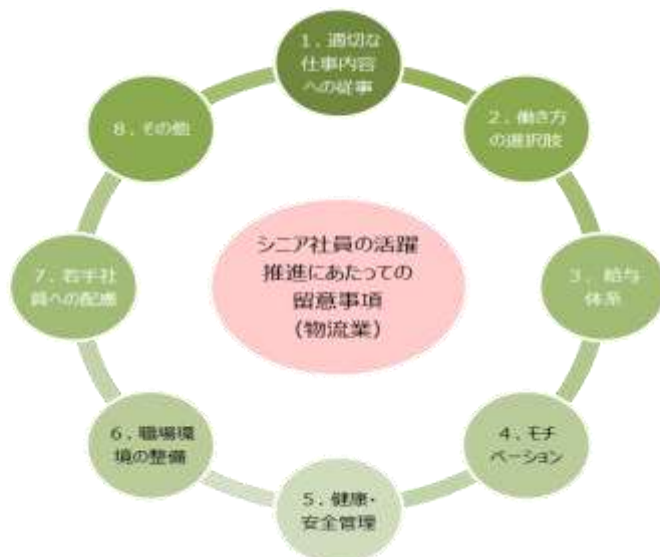 1．適切な
仕事内容
への従事
2．働き方
の選択肢
3．給与
体系
4．モチ
ベーション
5．健康・
安全管理
6．職場環
境の整備
7．若手社
員への配慮
8．その他
シニア社員の活躍
推進にあたっての
留意事項
（物流業）